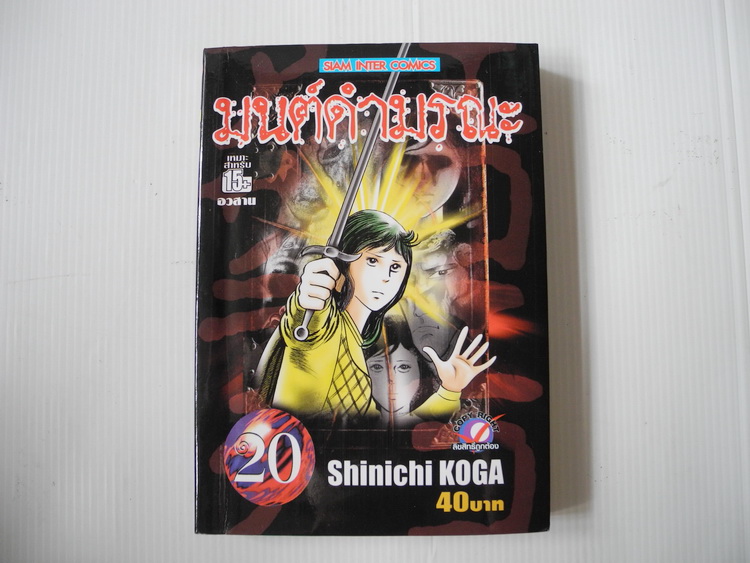 SIAM INTER COMICS
มนต์ดำมรณะ
เหมาะ
สำหรับ
15+
อวสาน
COPY RIGHT
ลิขสิทธิ์ถูกต้อง
20
Shinichi KOGA
40บาท